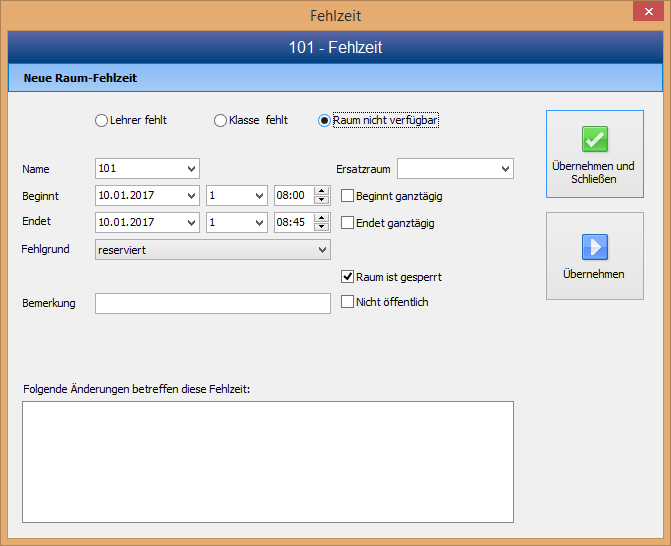 Fehlzeit
101 - Fehlzeit
Neue Raum-Fehlzeit
Lehrer fehlt Klasse fehlt Raum nicht verfügbar
Name 101 Ersatzraum
Beginnt 10.01.2017 1 08:00 Beginnt ganztägig
Endet 10.01.2017 1 08:45 Endet ganztägig
Fehlgrund reserviert
Raum ist gesperrt
Bemerkung Nicht öffentlich
Übernehmen und
Schließen
Übernehmen
Folgende Änderungen betreffen diese Fehlzeit: